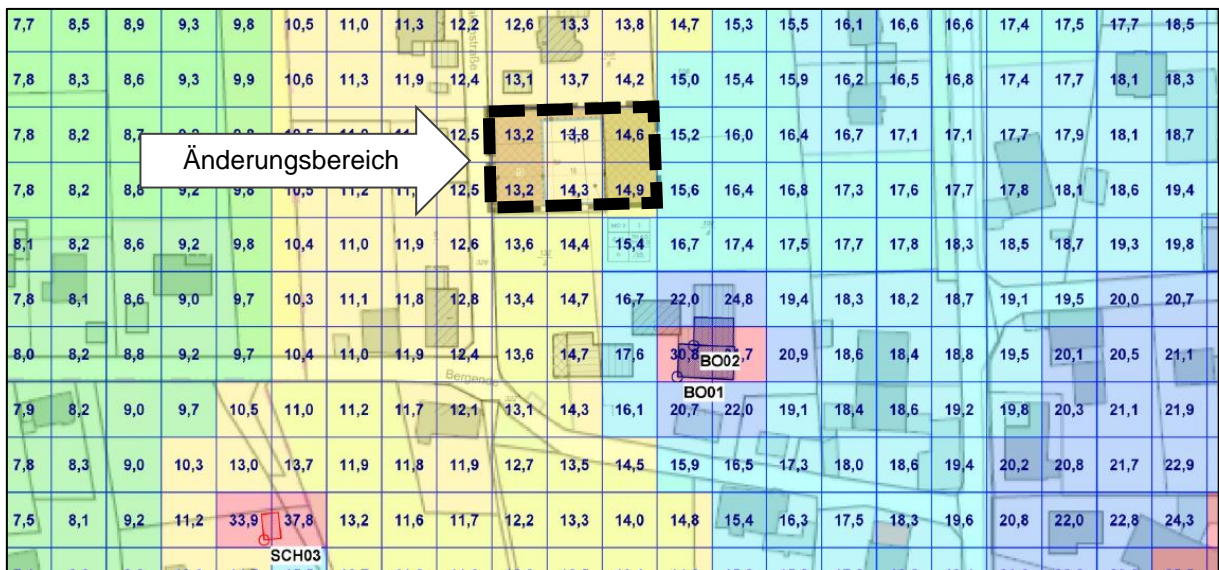 7,7 8,5 8,9 9,3 9,8 10,5 11,0 11,3 12,2 12,6 13,3 13,8 14,7 15,3 15,5 16,1 16,6 16,6 17,4 17,5 17,7 18,5
7,8 8,3 8,6 9,3 9,9 10,6 11,3 11,9 12,4 13,1 13,7 14,2 15,0 15,4 15,9 16,2 16,5 16,8 17,4 17,7 18,1 18,3
7,8 8,2 12,5 13,2 13,8 14,6 15,2 16,0 16,4 16,7 17,1 17,1 17,7 17,9 18,1 18,7
Änderungsbereich
7,8 8,2 8,8 9,2 9,8 10,5 11,2 12,5 13,2 14,3 14,9 15,6 16,4 16,8 17,3 17,6 17,7 17,8 18,1 18,6 19,4
8,1 8,2 8,6 9,2 9,8 10,4 11,0 11,9 12,6 13,6 14,4 15,4 16,7 17,4 17,5 17,7 17,8 18,3 18,5 18,7 19,3 19,8
7,8 8,1 8,6 9,0 9,7 10,3 11,1 11,8 12,8 13,4 14,7 16,7 22,0 24,8 19,4 18,3 18,2 18,7 19,1 19,5 20,0 20,7
8,0 8,2 8,8 9,2 9,7 10,4 11,0 11,9 12,4 13,6 14,7 17,6 30,8 BO02 20,9 18,6 18,4 18,8 19,5 20,1 20,5 21,1
BO01
7,9 8,2 9,0 9,7 10,5 11,0 11,2 11,7 12,1 13,1 14,3 16,1 20,7 22,0 19,1 18,4 18,6 19,2 19,8 20,3 21,1 21,9
7,8 8,3 9,0 10,3 13,0 13,7 11,9 11,8 11,9 12,7 13,5 14,5 15,9 16,5 17,3 18,0 18,6 19,4 20,2 20,8 21,7 22,9
7,5 8,1 9,2 11,2 33,9 37,8 13,2 11,6 11,7 12,2 13,3 14,0 14,8 15,4 16,3 17,5 18,3 19,6 20,8 22,0 22,8 24,3
SCH03